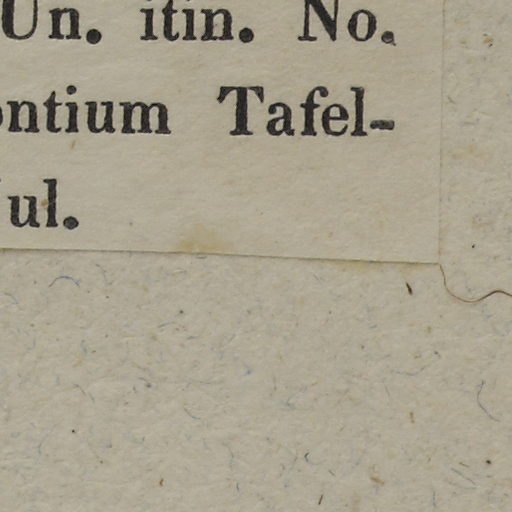 Un. itin. No.
ontium Tafel-
ul.